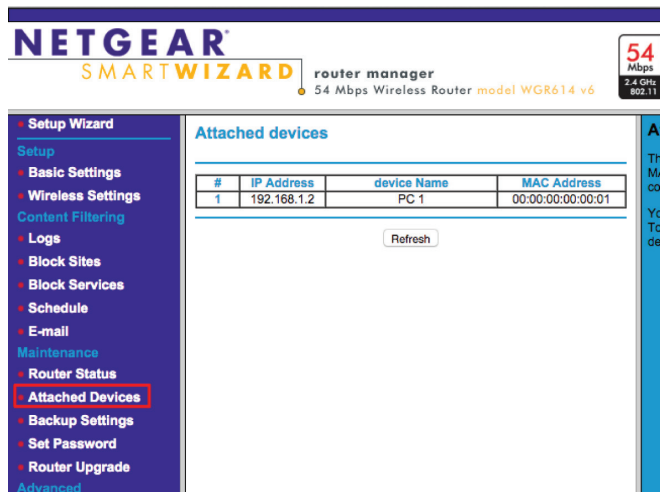 NETGEAR
SMARTWIZARD router manager
54 Mbps Wireless Router model WGR614 v6
54
Mbps
2.4 GHz
802.11
Setup Wizard
Setup
Basic Settings
Wireless Settings
Content Filtering
Logs
Block Sites
Block Services
Schedule
E-mail
Maintenance
Router Status
Attached Devices
Backup Settings
Set Password
Router Upgrade
Advanced
Attached devices
# IP Address device Name MAC Address
1 192.168.1.2 PC 1 00:00:00:00:00:01
Refresh